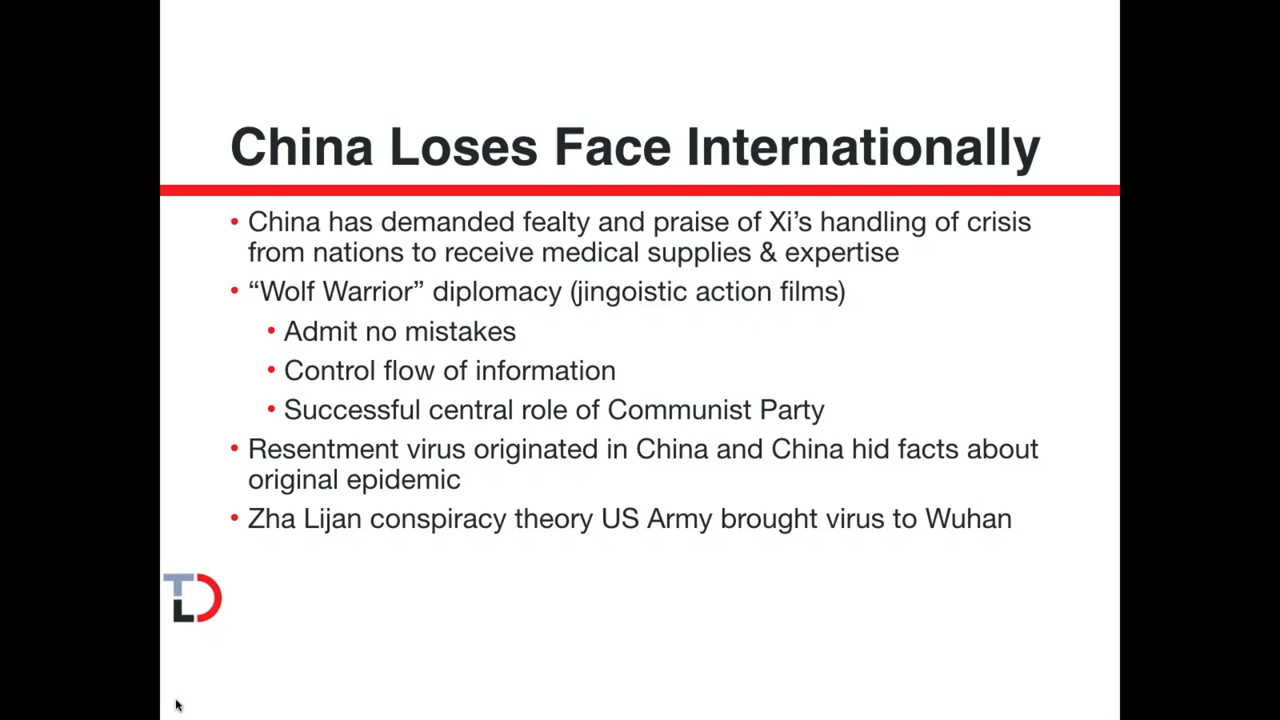 China Loses Face Internationally
• China has demanded fealty and praise of Xi’s handling of crisis
from nations to receive medical supplies & expertise
• “Wolf Warrior” diplomacy (jingoistic action films)
• Admit no mistakes
• Control flow of information
• Successful central role of Communist Party
• Resentment virus originated in China and China hid facts about
original epidemic
• Zha Lijan conspiracy theory US Army brought virus to Wuhan
TLD